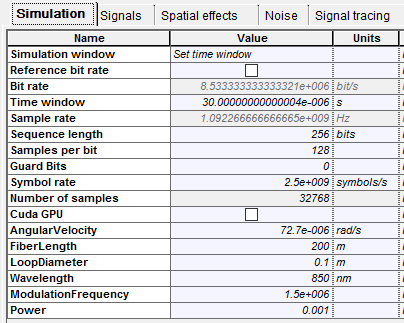 Simulation Signals Spatial effects Noise Signal tracing
Name Value Units
Simulation window Set time window
Reference bit rate
Bit rate 8.533333333333321e+006 bit/s
Time window 30.00000000000004e-006 s
Sample rate 1.092266666666665e+009 Hz
Sequence length 256 bits
Samples per bit 128
Guard Bits 0
Symbol rate 2.5e+009 symbols/s
Number of samples 32768
Cuda GPU
AngularVelocity 72.7e-006 rad/s
FiberLength 200 m
LoopDiameter 0.1 m
Wavelength 850 nm
ModulationFrequency 1.5e+006
Power 0.001